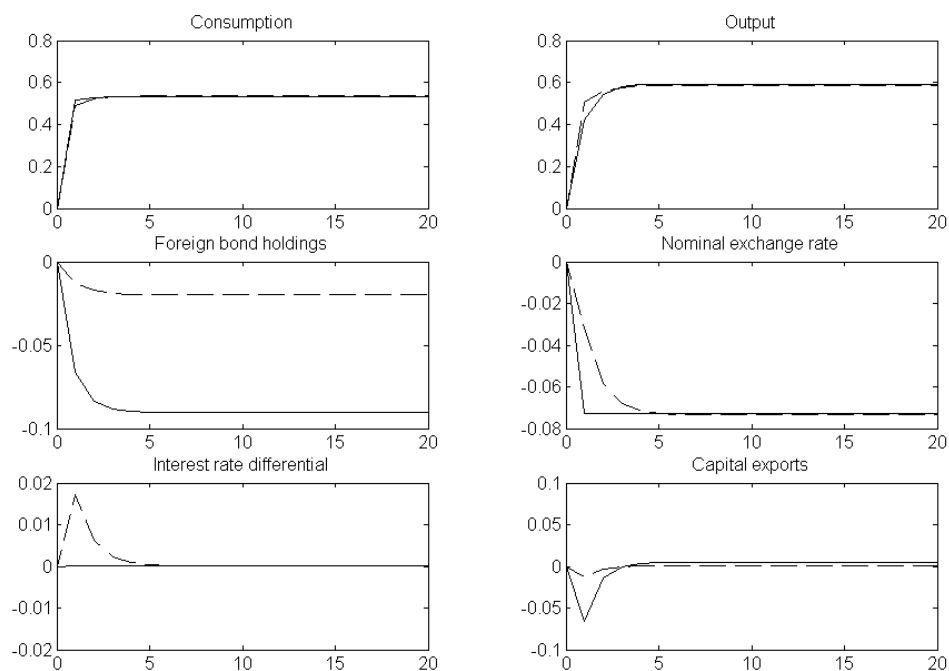 Consumption
0.8
0.6
0.4
0.2
0
0 5 10 15 20
Output
0.8
0.6
0.4
0.2
0
0 5 10 15 20
Foreign bond holdings
0
-0.05
-0.1
0 5 10 15 20
Nominal exchange rate
0
-0.02
-0.04
-0.06
-0.08
0 5 10 15 20
Interest rate differential
0.02
0.01
0
-0.01
-0.02
0 5 10 15 20
Capital exports
0.1
0.05
0
-0.05
-0.1
0 5 10 15 20